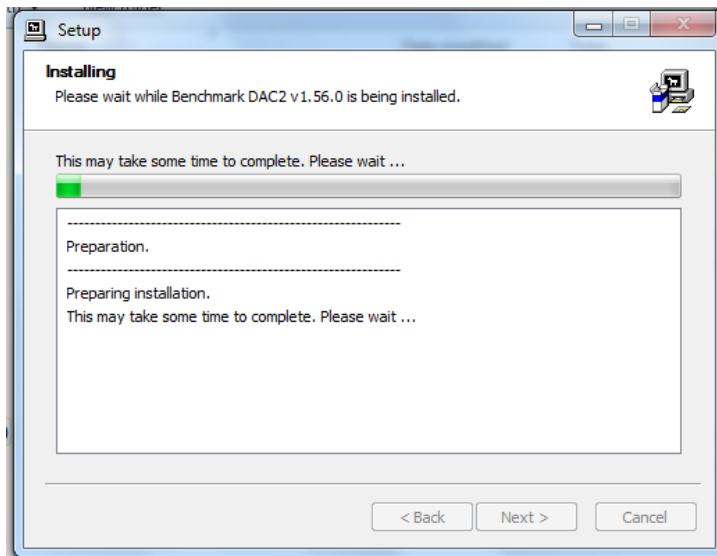 Setup
Installing
Please wait while Benchmark DAC2 v1.56.0 is being installed.
This may take some time to complete. Please wait ...
------------------------------------------------------------
Preparation.
------------------------------------------------------------
Preparing installation.
This may take some time to complete. Please wait ...
< Back Next > Cancel